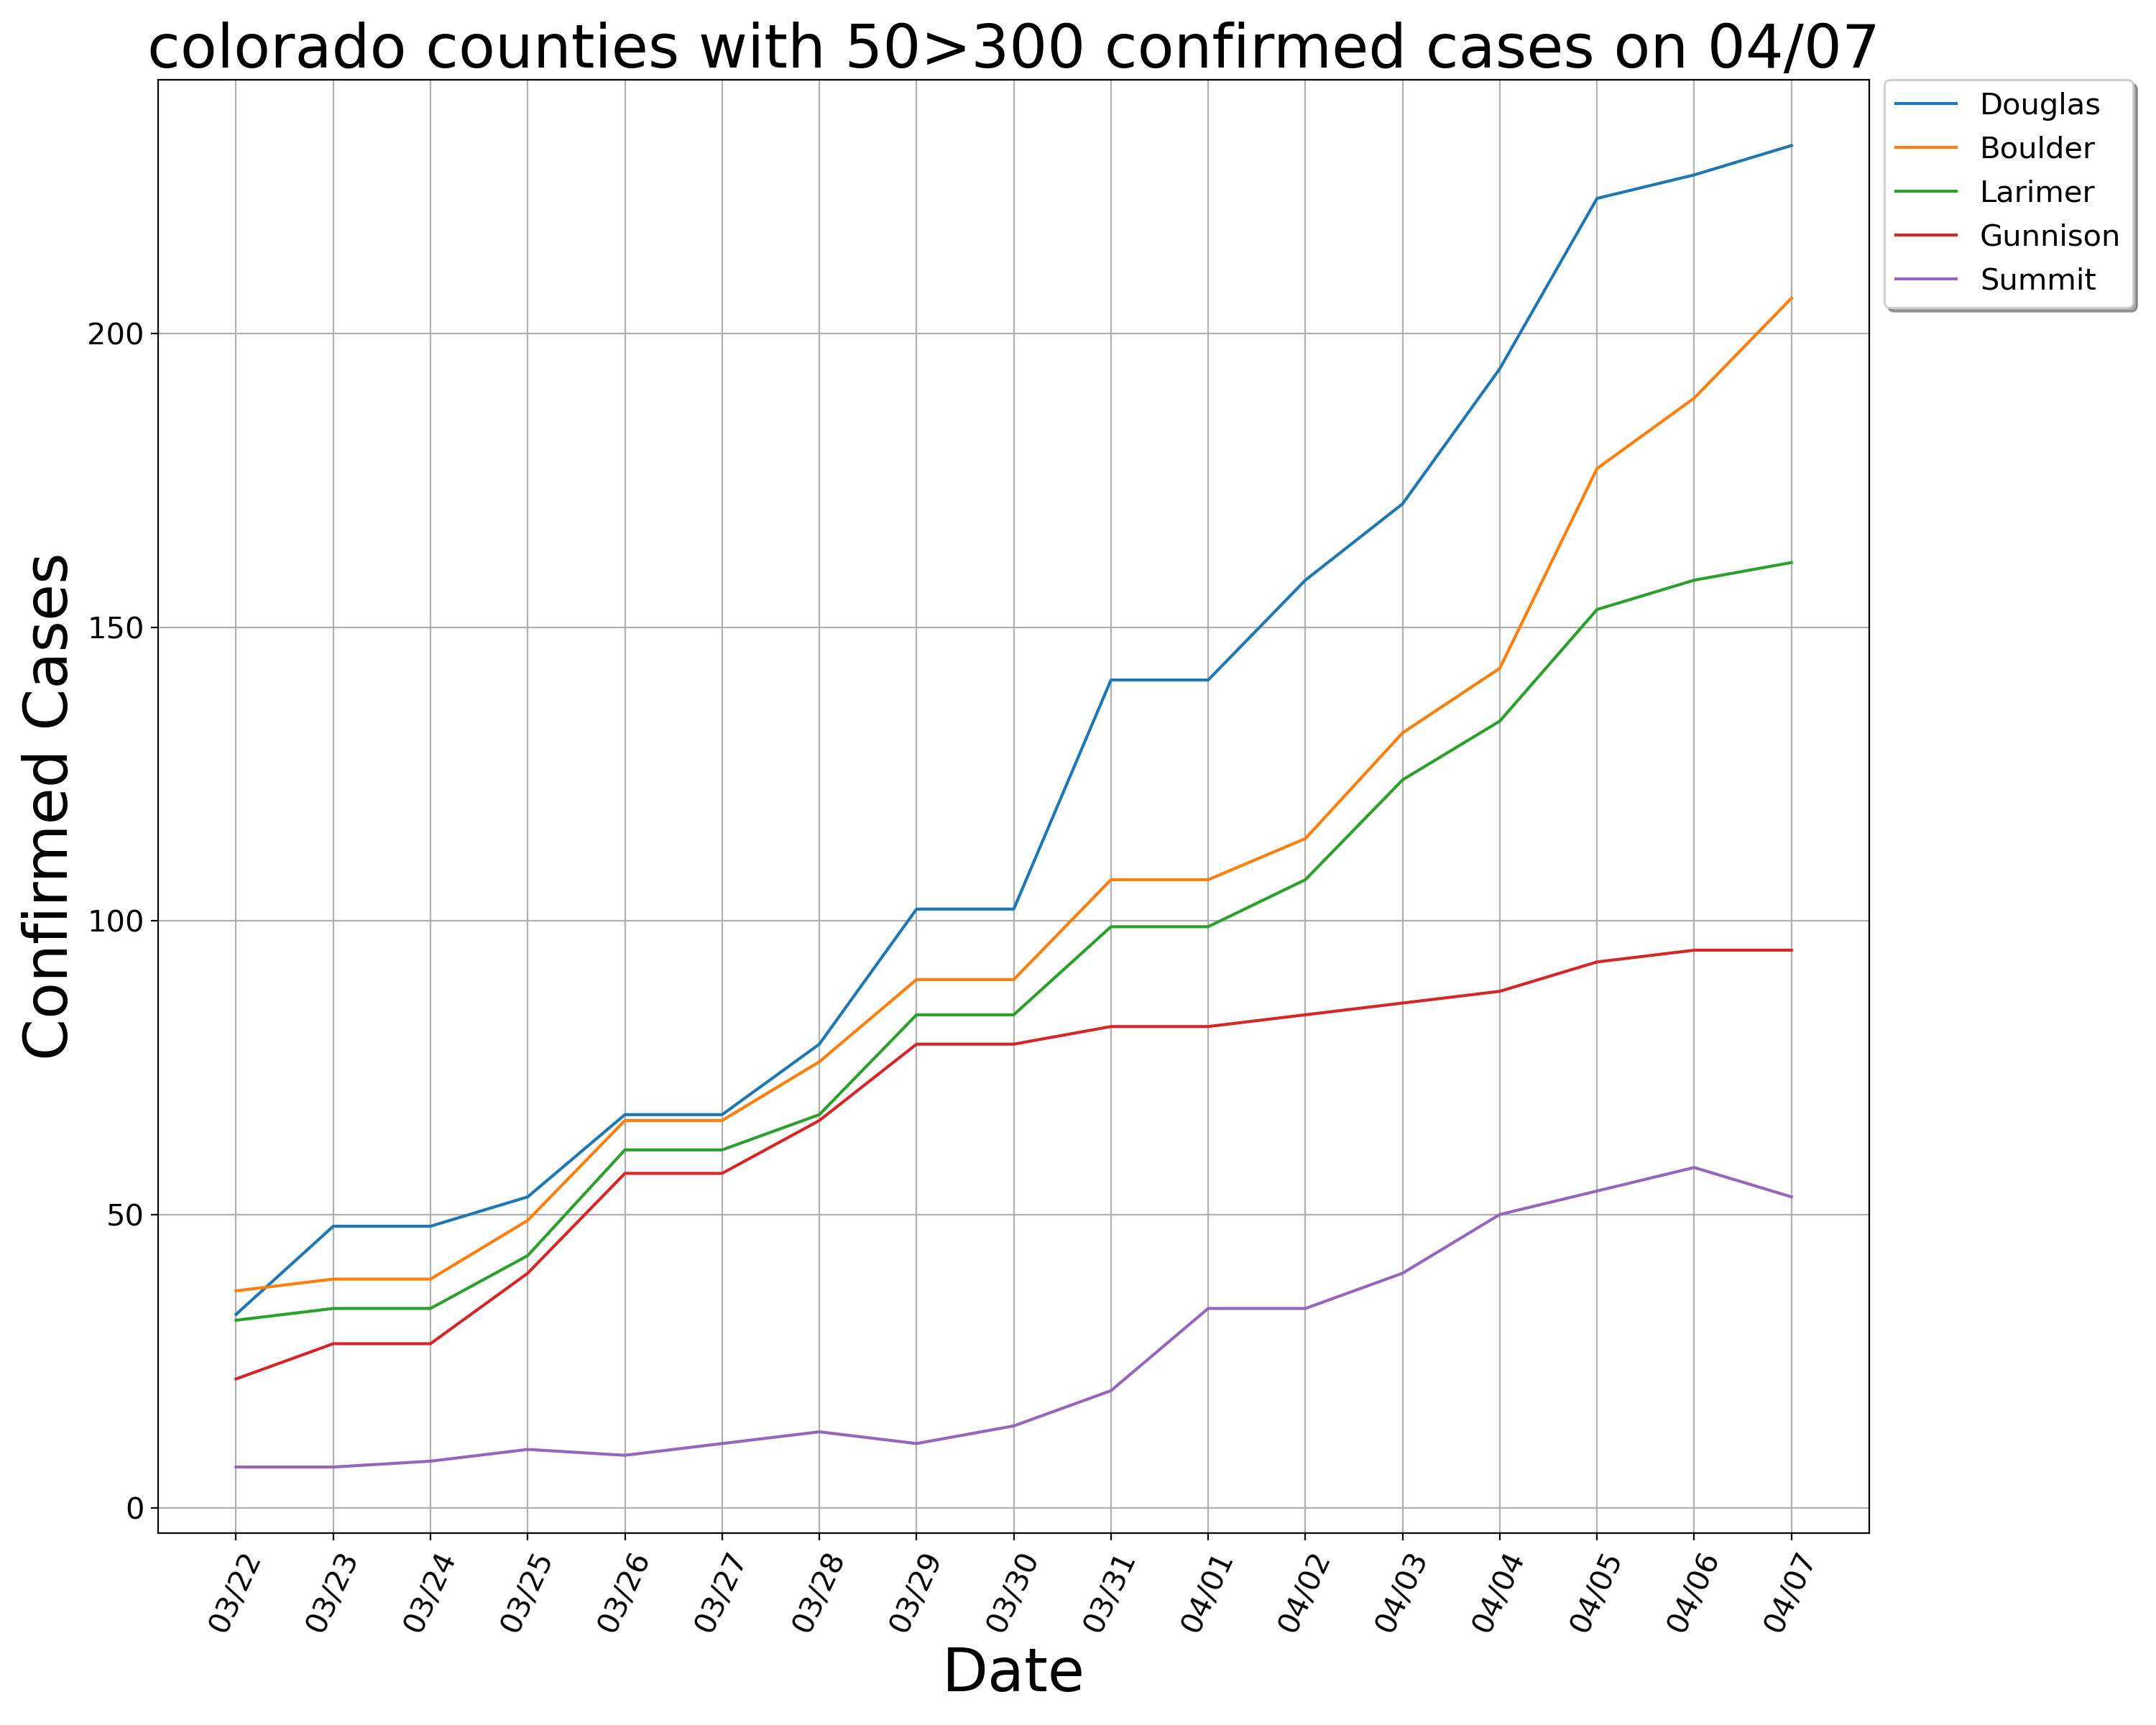 colorado counties with 50>300 confirmed cases on 04/07
Douglas
Boulder
Larimer
Gunnison
Summit
Confirmed Cases
200
150
100
50
0
03/22
03/23
03/24
03/25
03/26
03/27
03/28
03/29
03/30
03/31
04/01
04/02
04/03
04/04
04/05
04/06
04/07
Date